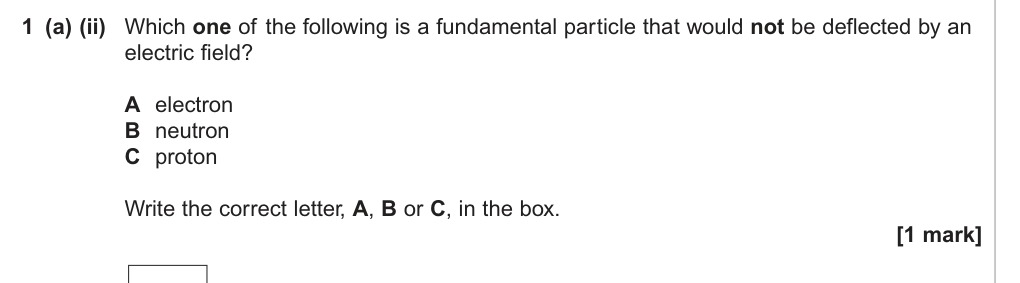 1 (a) (ii) Which one of the following is a fundamental particle that would not be deflected by an
electric field?
A electron
B neutron
C proton
Write the correct letter, A, B or C, in the box.
[1 mark]